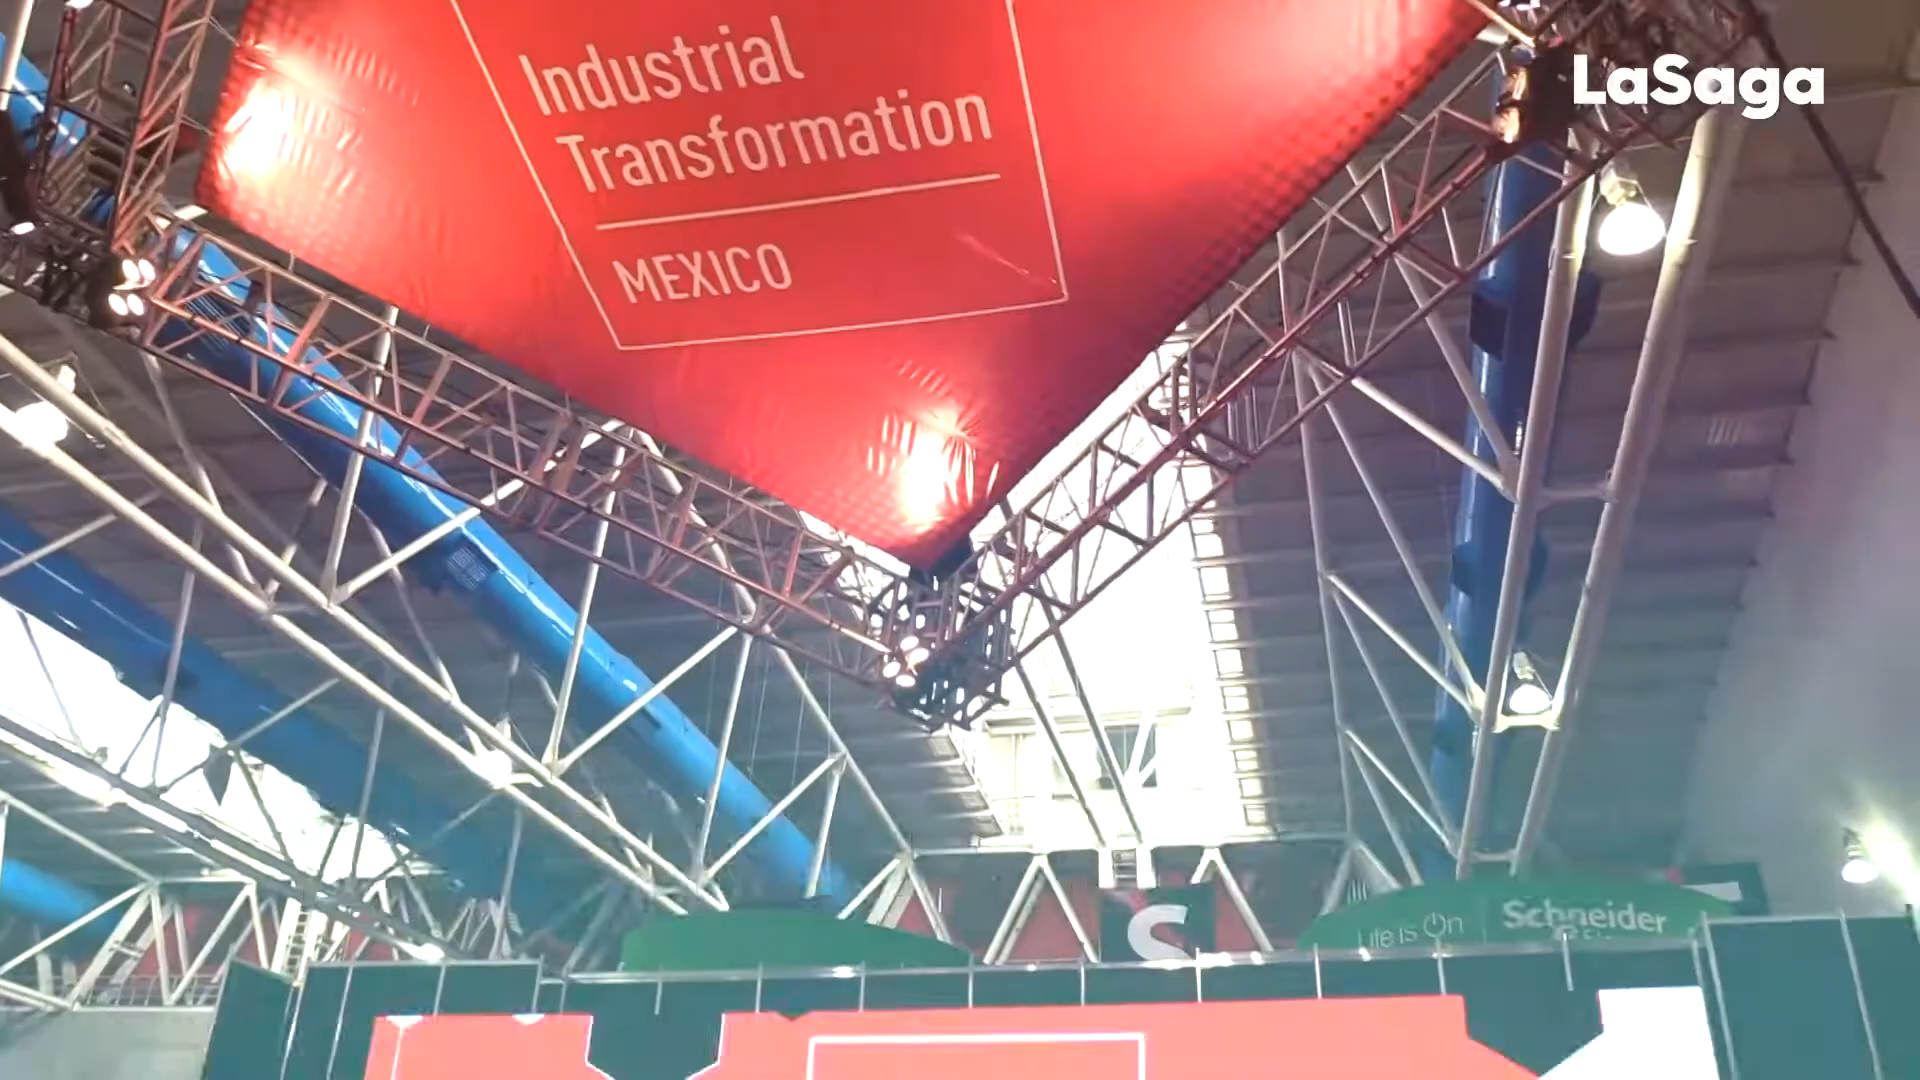 Industrial
Transformation
MEXICO
LaSaga
S
Life is On
Schneider